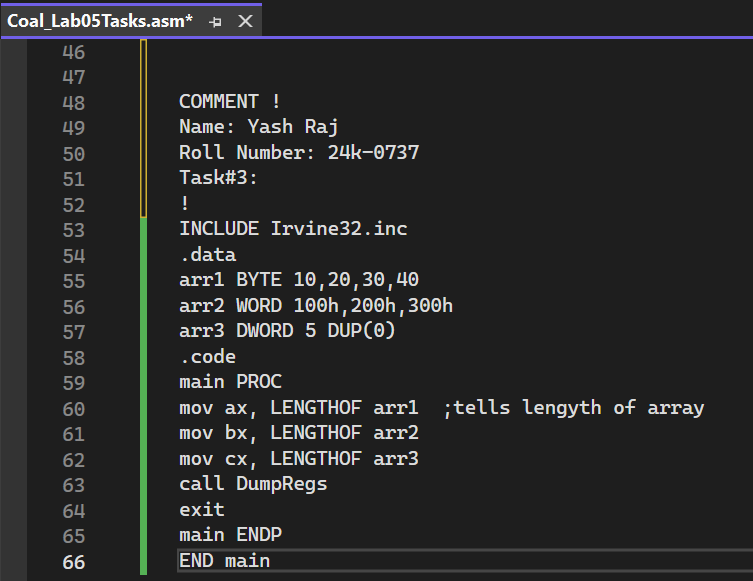 Coal_Lab05Tasks.asm*
46
47
48 COMMENT !
49 Name: Yash Raj
50 Roll Number: 24k-0737
51 Task#3:
52 !
53 INCLUDE Irvine32.inc
54 .data
55 arr1 BYTE 10,20,30,40
56 arr2 WORD 100h,200h,300h
57 arr3 DWORD 5 DUP(0)
58 .code
59 main PROC
60 mov ax, LENGTHOF arr1  ;tells lengyth of array
61 mov bx, LENGTHOF arr2
62 mov cx, LENGTHOF arr3
63 call DumpRegs
64 exit
65 main ENDP
66 END main